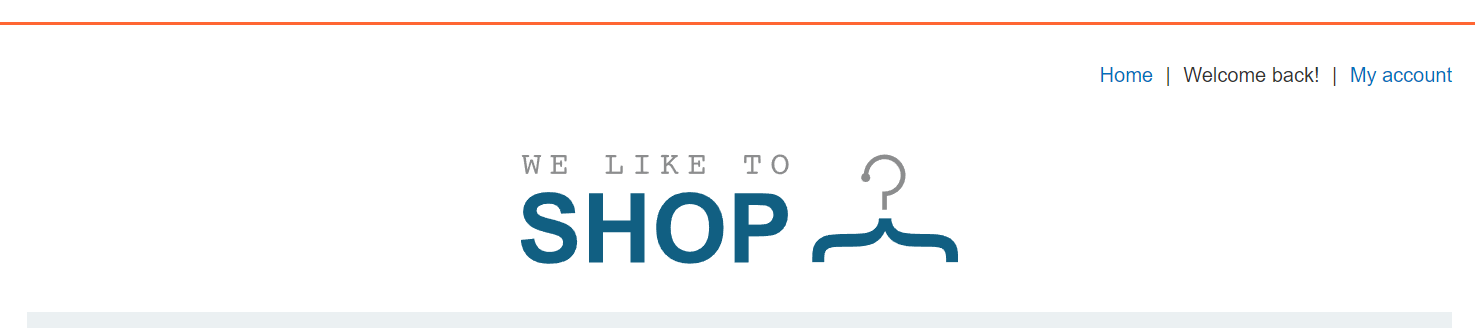 Home | Welcome back! | My account
WE LIKE TO
SHOP